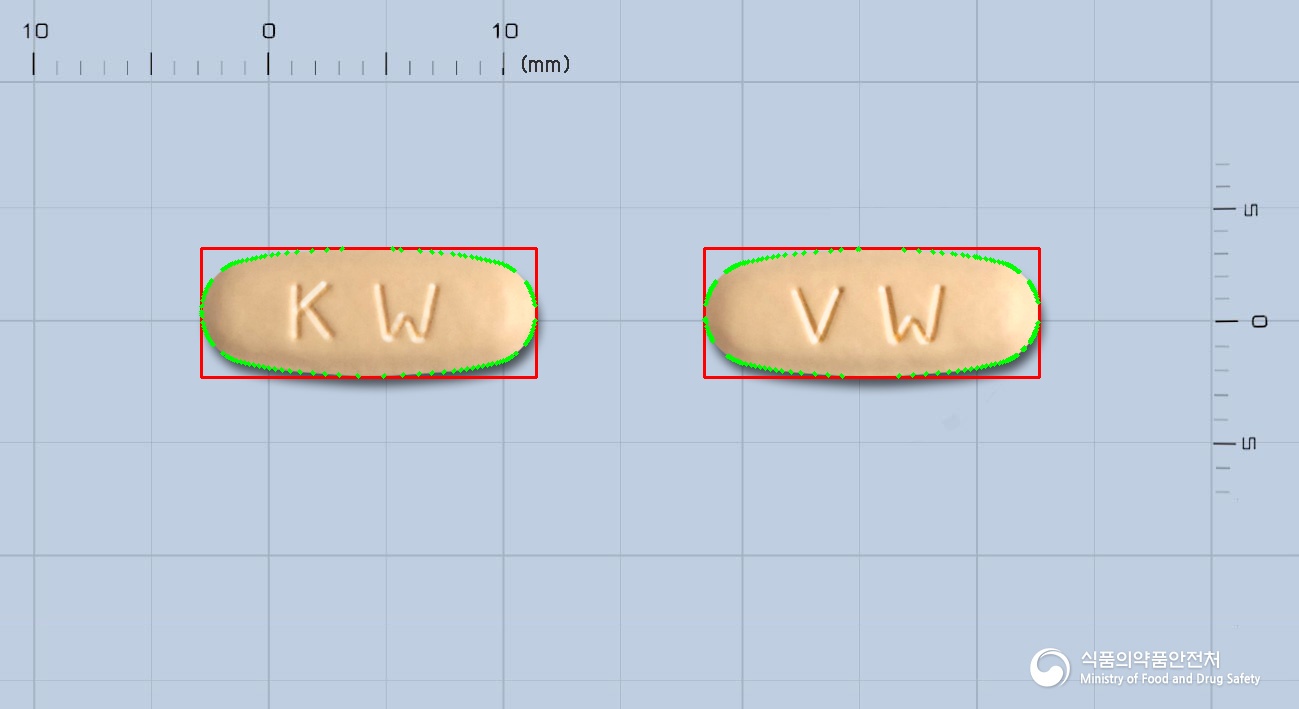 10 0 10
(mm)
5
K W V W
0
5
식품의약품안전처
Ministry of Food and Drug Safety